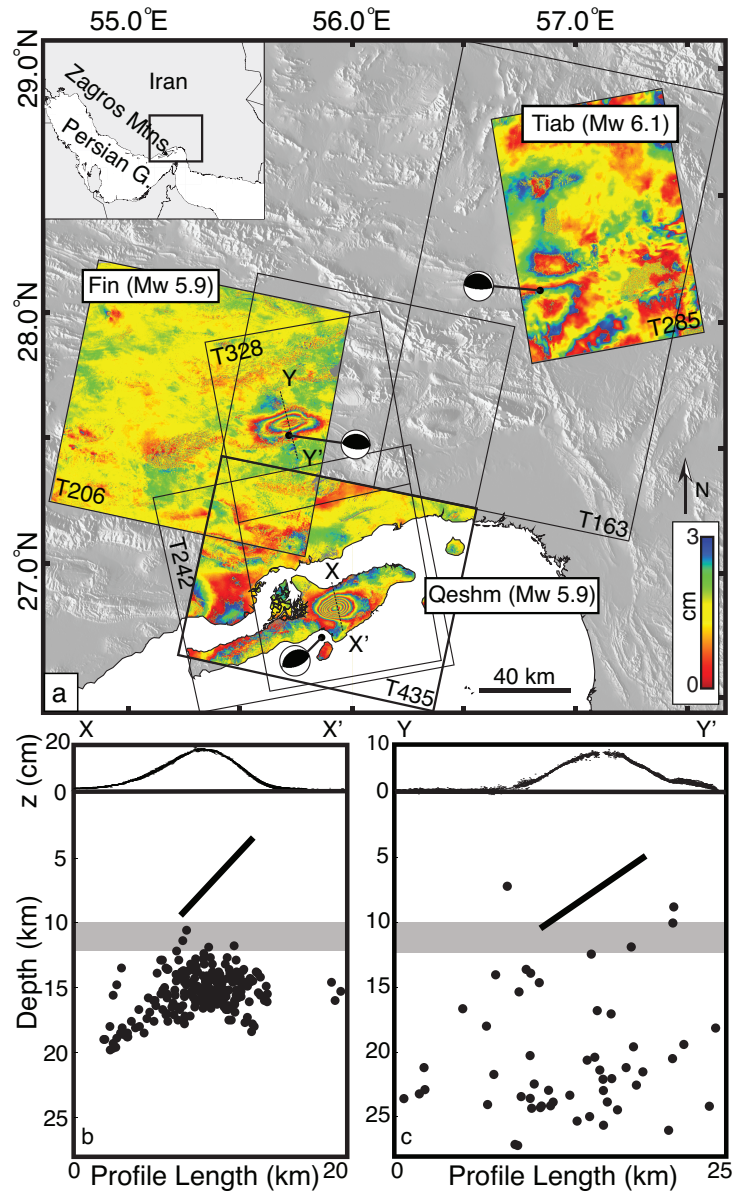 55.0°E 56.0°E 57.0°E
29.0°N
28.0°N
27.0°N
Iran
Zagros Mtns.
Persian G.
Tiab (Mw 6.1)
T285
Fin (Mw 5.9)
T328
Y
Y'
T206
T163
N
T242
X
X'
Qeshm (Mw 5.9)
T435
3
cm
0
40 km
a
X X' Y Y'
20 10
z (cm)
0 0
5 5
10 10
15 15
20 20
25 25
Depth (km)
b c
0 20 0 25
Profile Length (km) Profile Length (km)